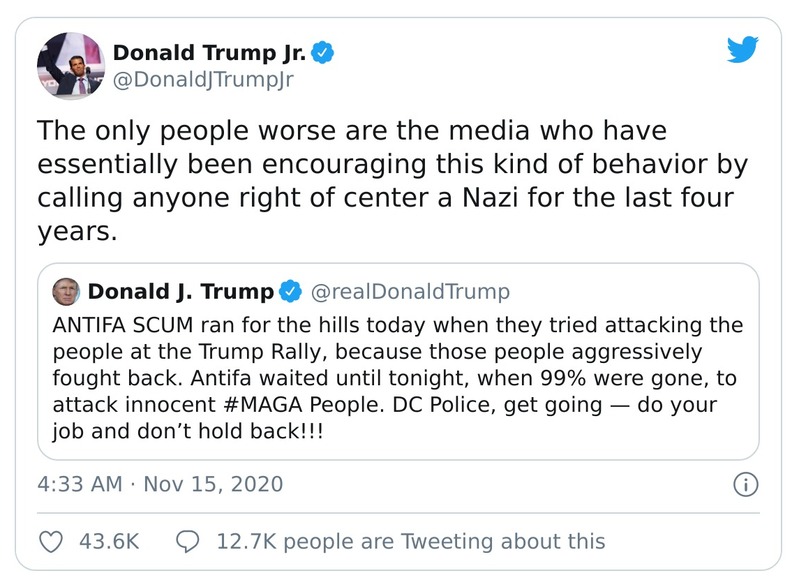 Donald Trump Jr.
@DonaldJTrumpJr
The only people worse are the media who have
essentially been encouraging this kind of behavior by
calling anyone right of center a Nazi for the last four
years.
Donald J. Trump @realDonaldTrump
ANTIFA SCUM ran for the hills today when they tried attacking the
people at the Trump Rally, because those people aggressively
fought back. Antifa waited until tonight, when 99% were gone, to
attack innocent #MAGA People. DC Police, get going — do your
job and don’t hold back!!!
4:33 AM · Nov 15, 2020
43.6K 12.7K people are Tweeting about this